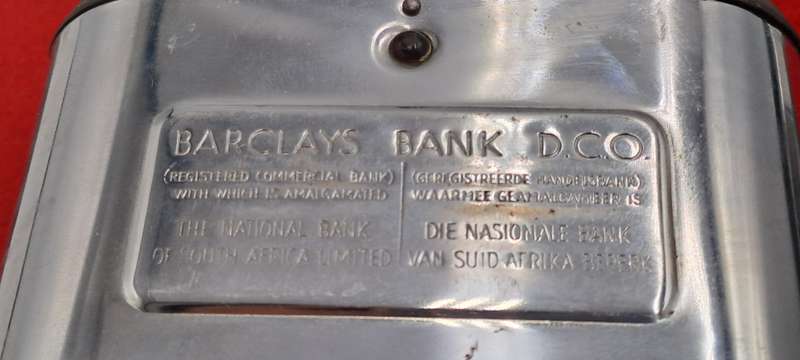 BARCLAYS BANK D.C.O.
(REGISTERED COMMERCIAL BANK)
WITH WHICH IS AMALGAMATED
THE NATIONAL BANK
OF SOUTH AFRICA LIMITED
(GEREGISTREERDE HANDELSBANK)
WAARMEE GEAMALGAMEER IS
DIE NASIONALE BANK
VAN SUID-AFRIKA BEPERK